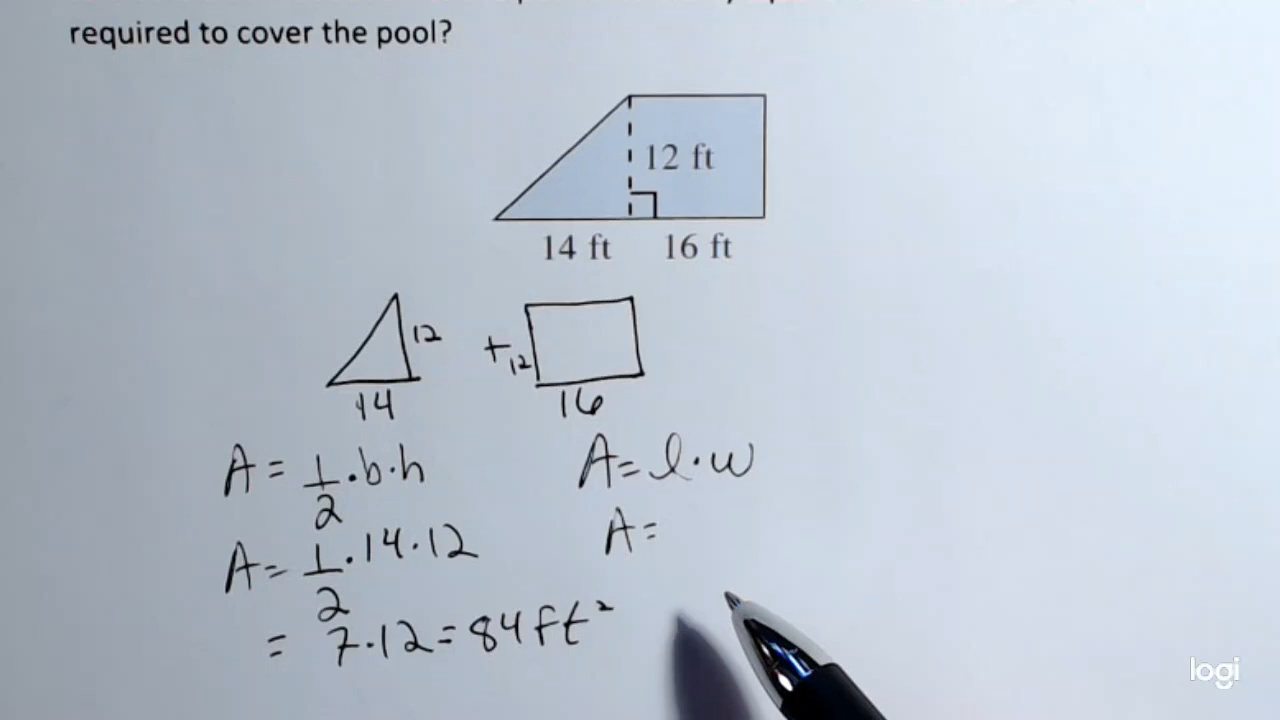 required to cover the pool?
12 ft
14 ft 16 ft
12
+12
14
16
A = 1/2 · b · h
A = l · w
A = 1/2 · 14 · 12
A =
= 7 · 12 = 84 ft²
logi